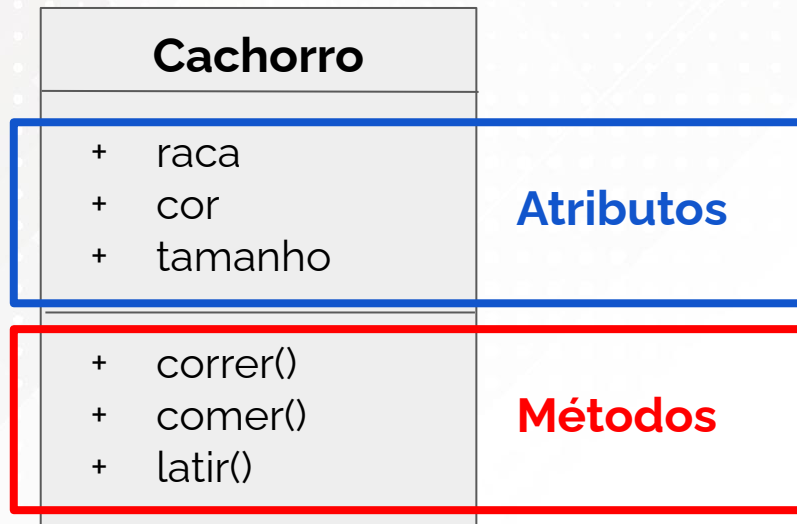 Cachorro
+ raca
+ cor
+ tamanho
Atributos
+ correr()
+ comer()
+ latir()
Métodos